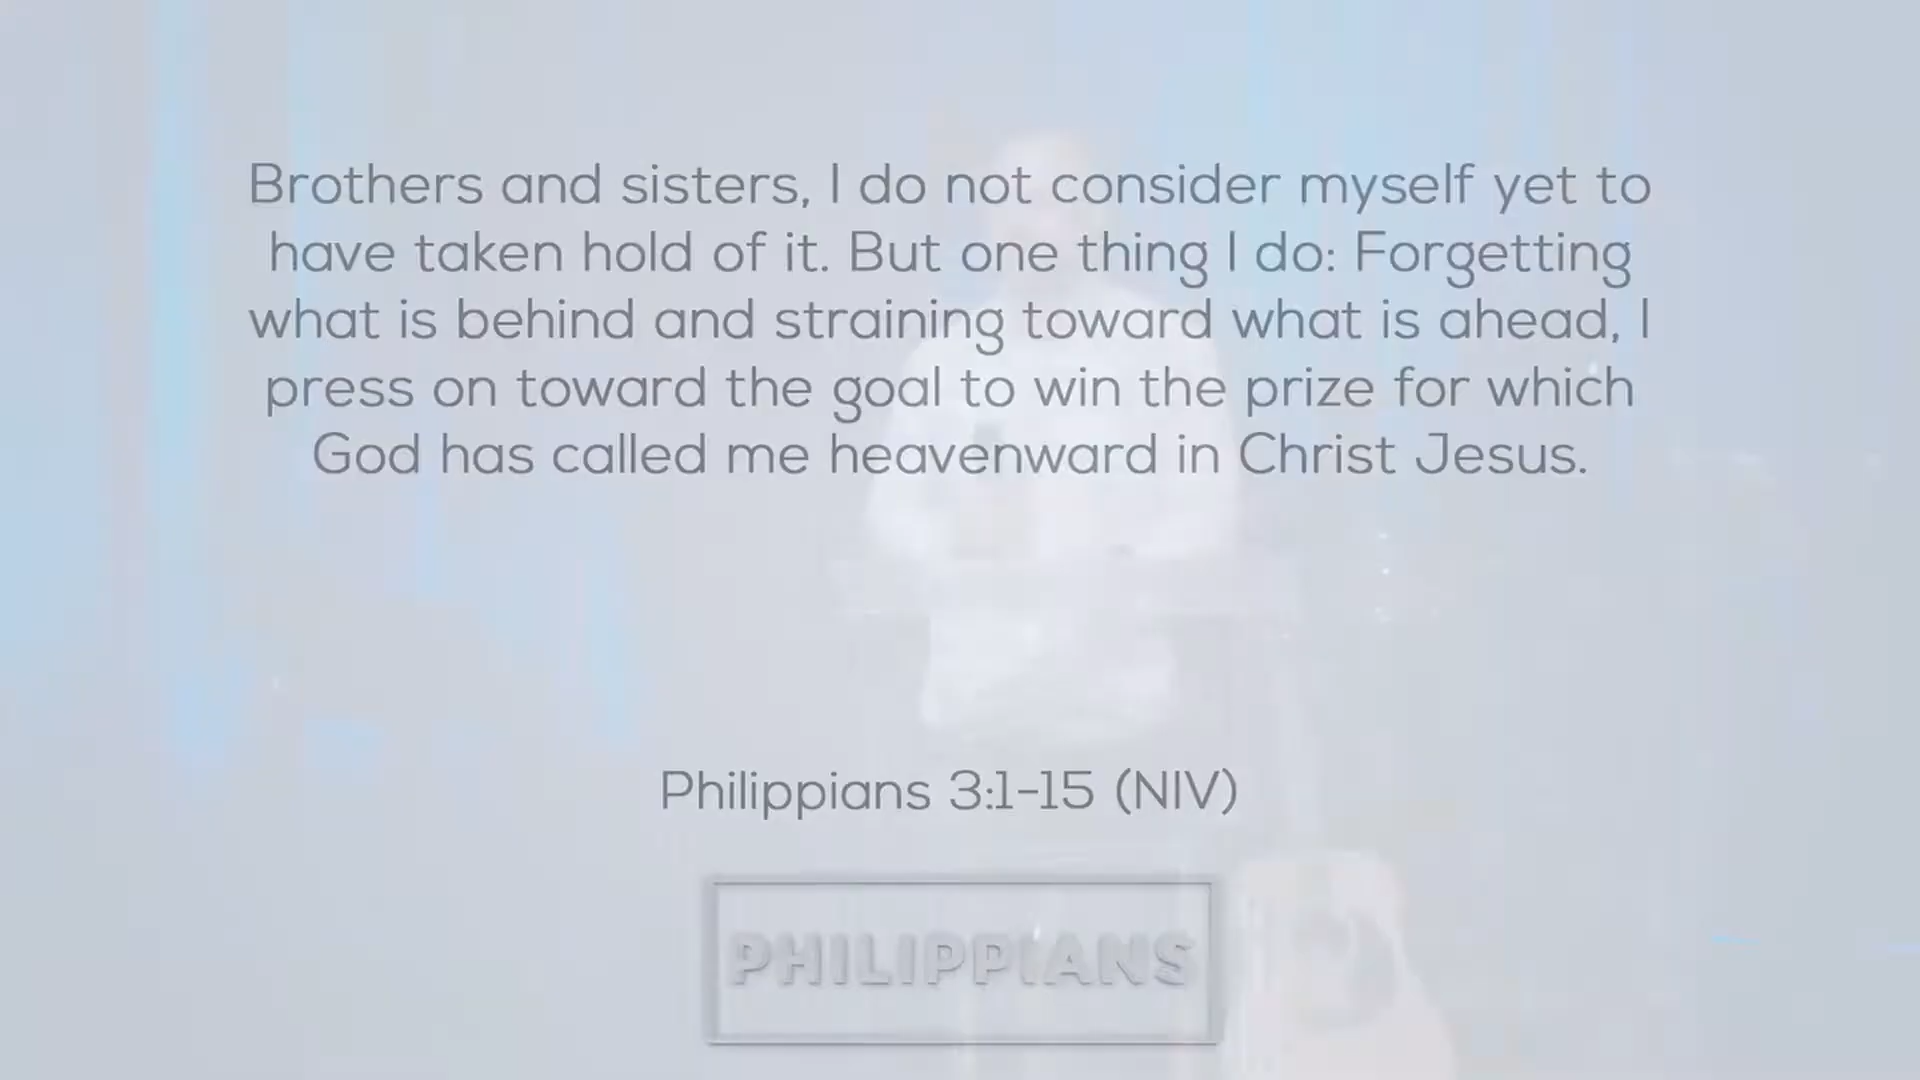 Brothers and sisters, I do not consider myself yet to
have taken hold of it. But one thing I do: Forgetting
what is behind and straining toward what is ahead, I
press on toward the goal to win the prize for which
God has called me heavenward in Christ Jesus.
Philippians 3:1-15 (NIV)
PHILIPPIANS